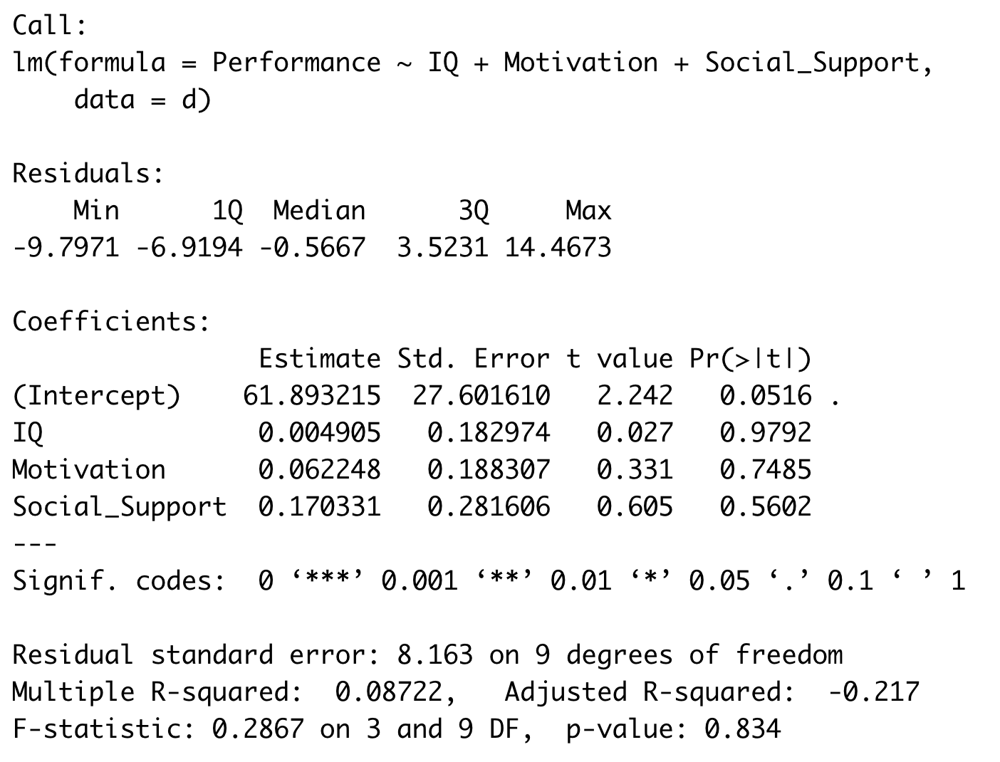 Call:
lm(formula = Performance ~ IQ + Motivation + Social_Support,
    data = d)

Residuals:
    Min      1Q  Median      3Q     Max
-9.7971 -6.9194 -0.5667  3.5231 14.4673

Coefficients:
                Estimate Std. Error t value Pr(>|t|)
(Intercept)    61.893215  27.601610   2.242   0.0516 .
IQ              0.004905   0.182974   0.027   0.9792
Motivation      0.062248   0.188307   0.331   0.7485
Social_Support  0.170331   0.281606   0.605   0.5602
---
Signif. codes:  0 ‘***’ 0.001 ‘**’ 0.01 ‘*’ 0.05 ‘.’ 0.1 ‘ ’ 1

Residual standard error: 8.163 on 9 degrees of freedom
Multiple R-squared:  0.08722,   Adjusted R-squared:  -0.217
F-statistic: 0.2867 on 3 and 9 DF,  p-value: 0.834